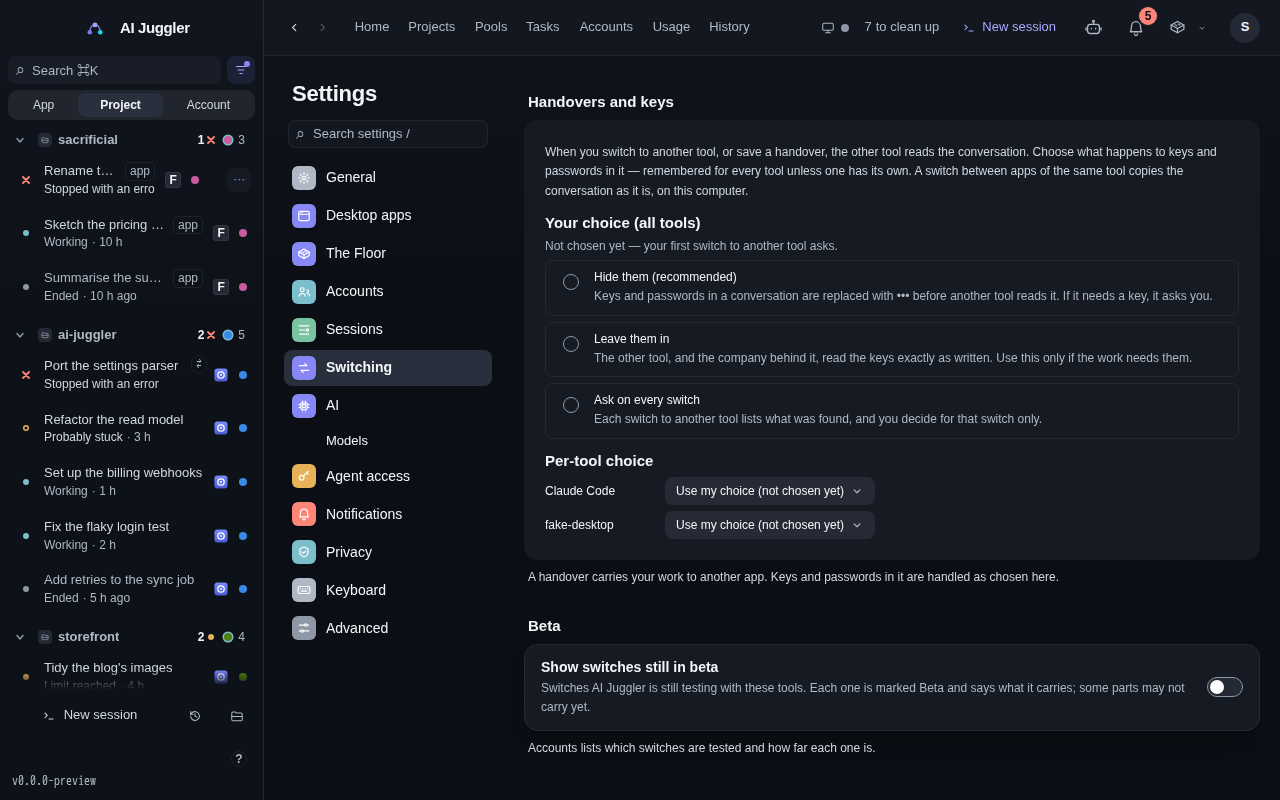 AI Juggler
Search ⌘K
App Project Account
sacrificial 1 3
Rename t… app F
Stopped with an erro
Sketch the pricing … app F
Working · 10 h
Summarise the su… app F
Ended · 10 h ago
ai-juggler 2 5
Port the settings parser
Stopped with an error
Refactor the read model
Probably stuck · 3 h
Set up the billing webhooks
Working · 1 h
Fix the flaky login test
Working · 2 h
Add retries to the sync job
Ended · 5 h ago
storefront 2 4
Tidy the blog's images
Limit reached · 4 h
New session
?
v0.0.0-preview
Home Projects Pools Tasks Accounts Usage History
7 to clean up
New session
5
S
Settings
Search settings /
General
Desktop apps
The Floor
Accounts
Sessions
Switching
AI
Models
Agent access
Notifications
Privacy
Keyboard
Advanced
Handovers and keys
When you switch to another tool, or save a handover, the other tool reads the conversation. Choose what happens to keys and
passwords in it — remembered for every tool unless one has its own. A switch between apps of the same tool copies the
conversation as it is, on this computer.
Your choice (all tools)
Not chosen yet — your first switch to another tool asks.
Hide them (recommended)
Keys and passwords in a conversation are replaced with ••• before another tool reads it. If it needs a key, it asks you.
Leave them in
The other tool, and the company behind it, read the keys exactly as written. Use this only if the work needs them.
Ask on every switch
Each switch to another tool lists what was found, and you decide for that switch only.
Per-tool choice
Claude Code Use my choice (not chosen yet)
fake-desktop Use my choice (not chosen yet)
A handover carries your work to another app. Keys and passwords in it are handled as chosen here.
Beta
Show switches still in beta
Switches AI Juggler is still testing with these tools. Each one is marked Beta and says what it carries; some parts may not
carry yet.
Accounts lists which switches are tested and how far each one is.